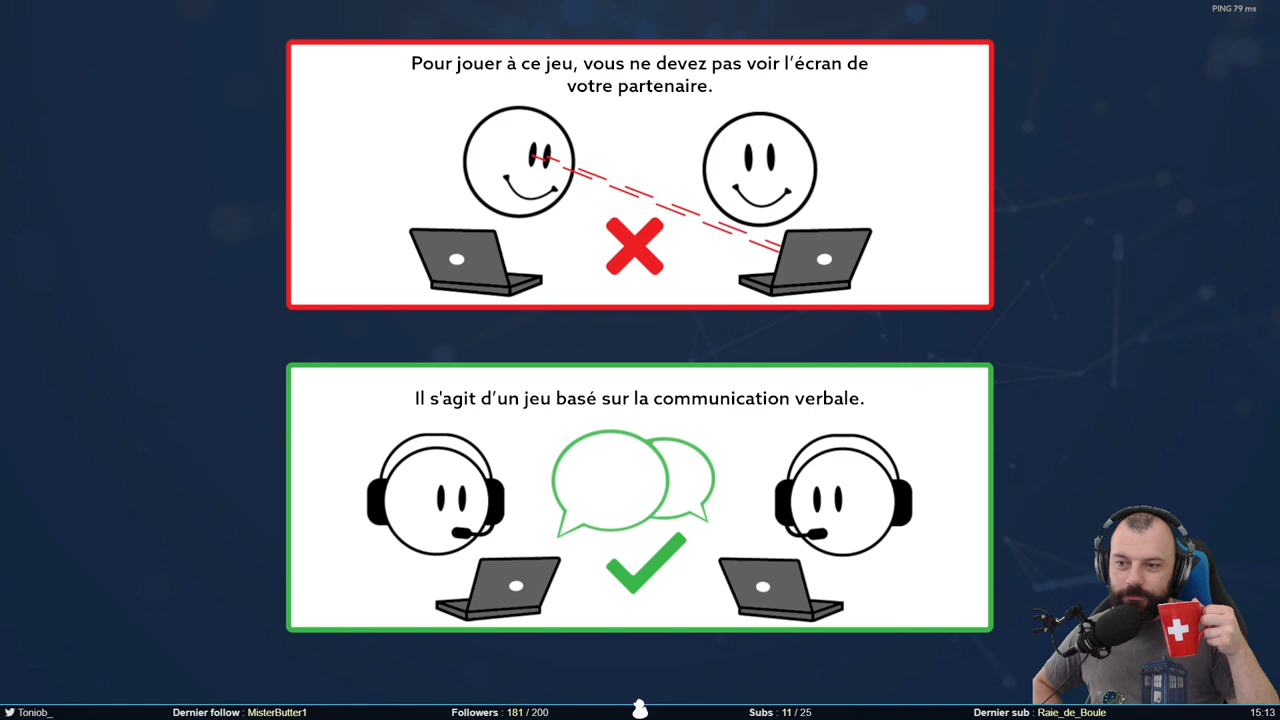 PING 79 ms
Pour jouer à ce jeu, vous ne devez pas voir l’écran de
votre partenaire.
Il s'agit d’un jeu basé sur la communication verbale.
Toniob_
Dernier follow : MisterButter1
Followers : 181 / 200
Subs : 11 / 25
Dernier sub : Raie_de_Boule
15:13